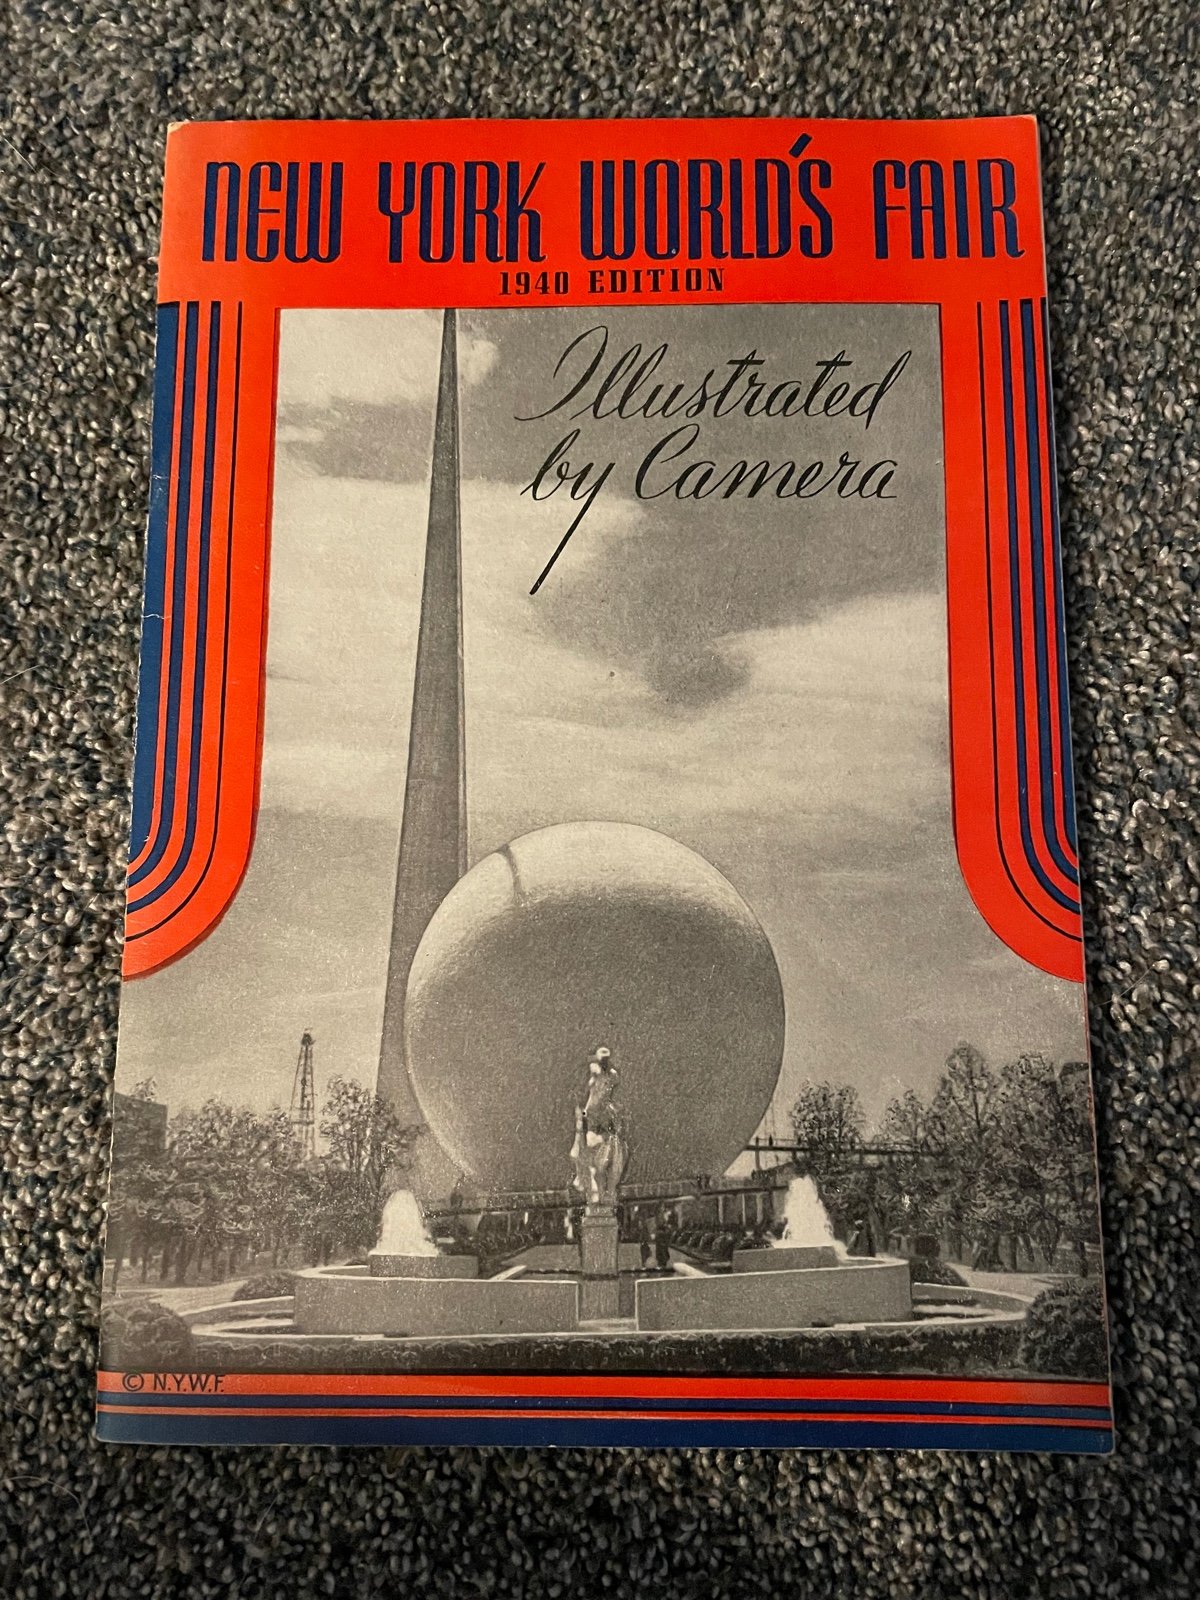 NEW YORK WORLD'S FAIR
1940 EDITION
Illustrated
by Camera
© N.Y.W.F.